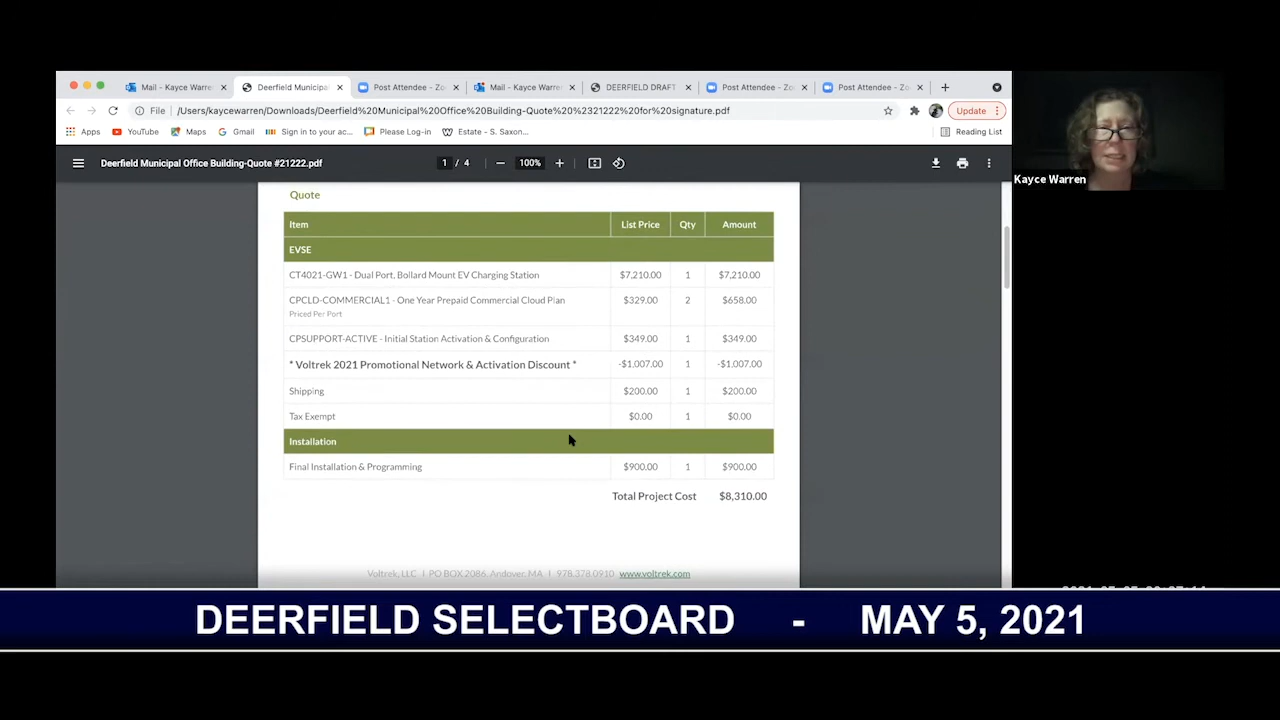 Mail - Kayce Warre
Deerfield Municipal
Post Attendee - Zo
Mail - Kayce Warre
DEERFIELD DRAFT
Post Attendee - Zo
Post Attendee - Zo
File /Users/kaycewarren/Downloads/Deerfield%20Municipal%20Office%20Building-Quote%20%2321222%20for%20signature.pdf
Update
Apps YouTube Maps Gmail Sign in to your ac... Please Log-in Estate - S. Saxon... Reading List
Deerfield Municipal Office Building-Quote #21222.pdf 1 / 4 100%
Kayce Warren
Quote
Item List Price Qty Amount
EVSE
CT4021-GW1 - Dual Port, Bollard Mount EV Charging Station $7,210.00 1 $7,210.00
CPCLD-COMMERCIAL1 - One Year Prepaid Commercial Cloud Plan $329.00 2 $658.00
Priced Per Port
CPSUPPORT-ACTIVE - Initial Station Activation & Configuration $349.00 1 $349.00
* Voltrek 2021 Promotional Network & Activation Discount * -$1,007.00 1 -$1,007.00
Shipping $200.00 1 $200.00
Tax Exempt $0.00 1 $0.00
Installation
Final Installation & Programming $900.00 1 $900.00
Total Project Cost $8,310.00
Voltrek, LLC | PO BOX 2086, Andover, MA | 978.378.0910 | www.voltrek.com
DEERFIELD SELECTBOARD - MAY 5, 2021